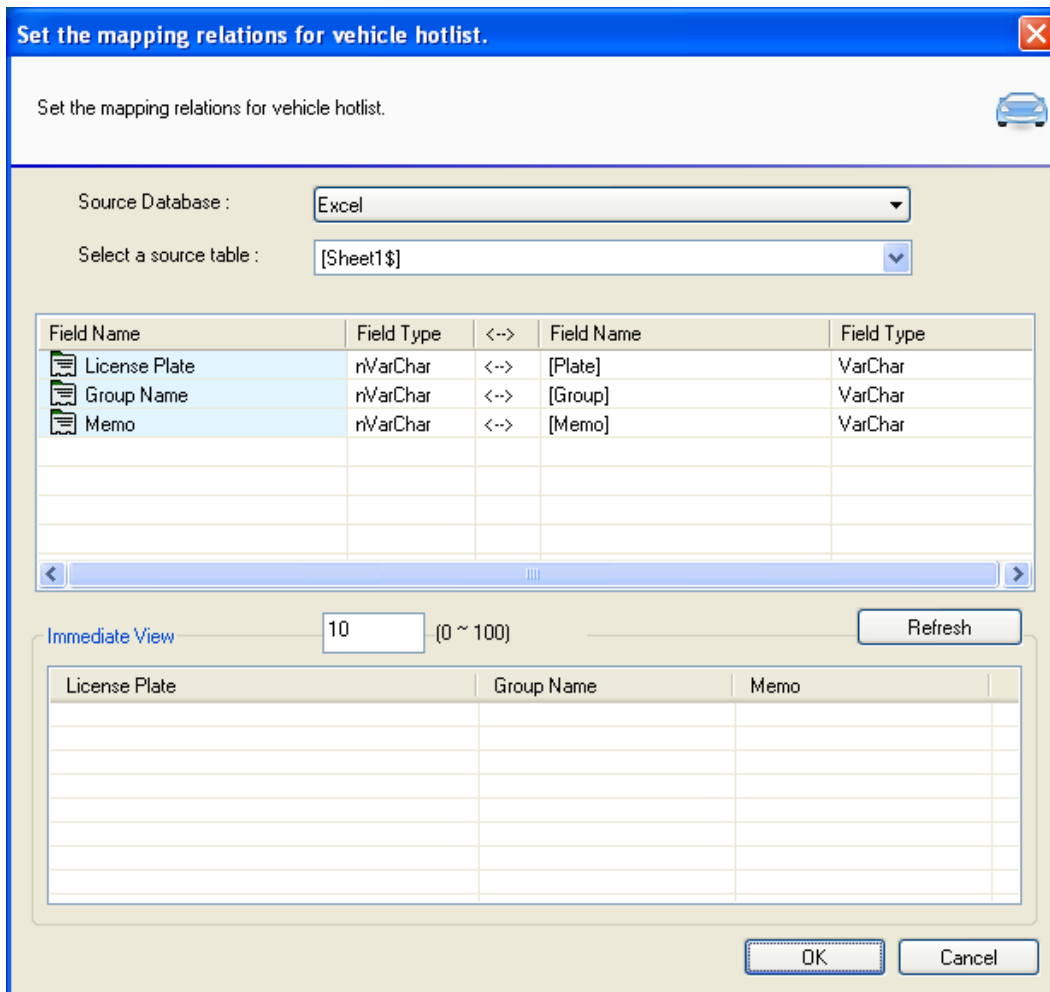 Set the mapping relations for vehicle hotlist.
Set the mapping relations for vehicle hotlist.
Source Database :
Excel
Select a source table :
[Sheet1$]
Field Name Field Type <--> Field Name Field Type
License Plate nVarChar <--> [Plate] VarChar
Group Name nVarChar <--> [Group] VarChar
Memo nVarChar <--> [Memo] VarChar
Immediate View 10 (0 ~ 100) Refresh
License Plate Group Name Memo
OK Cancel